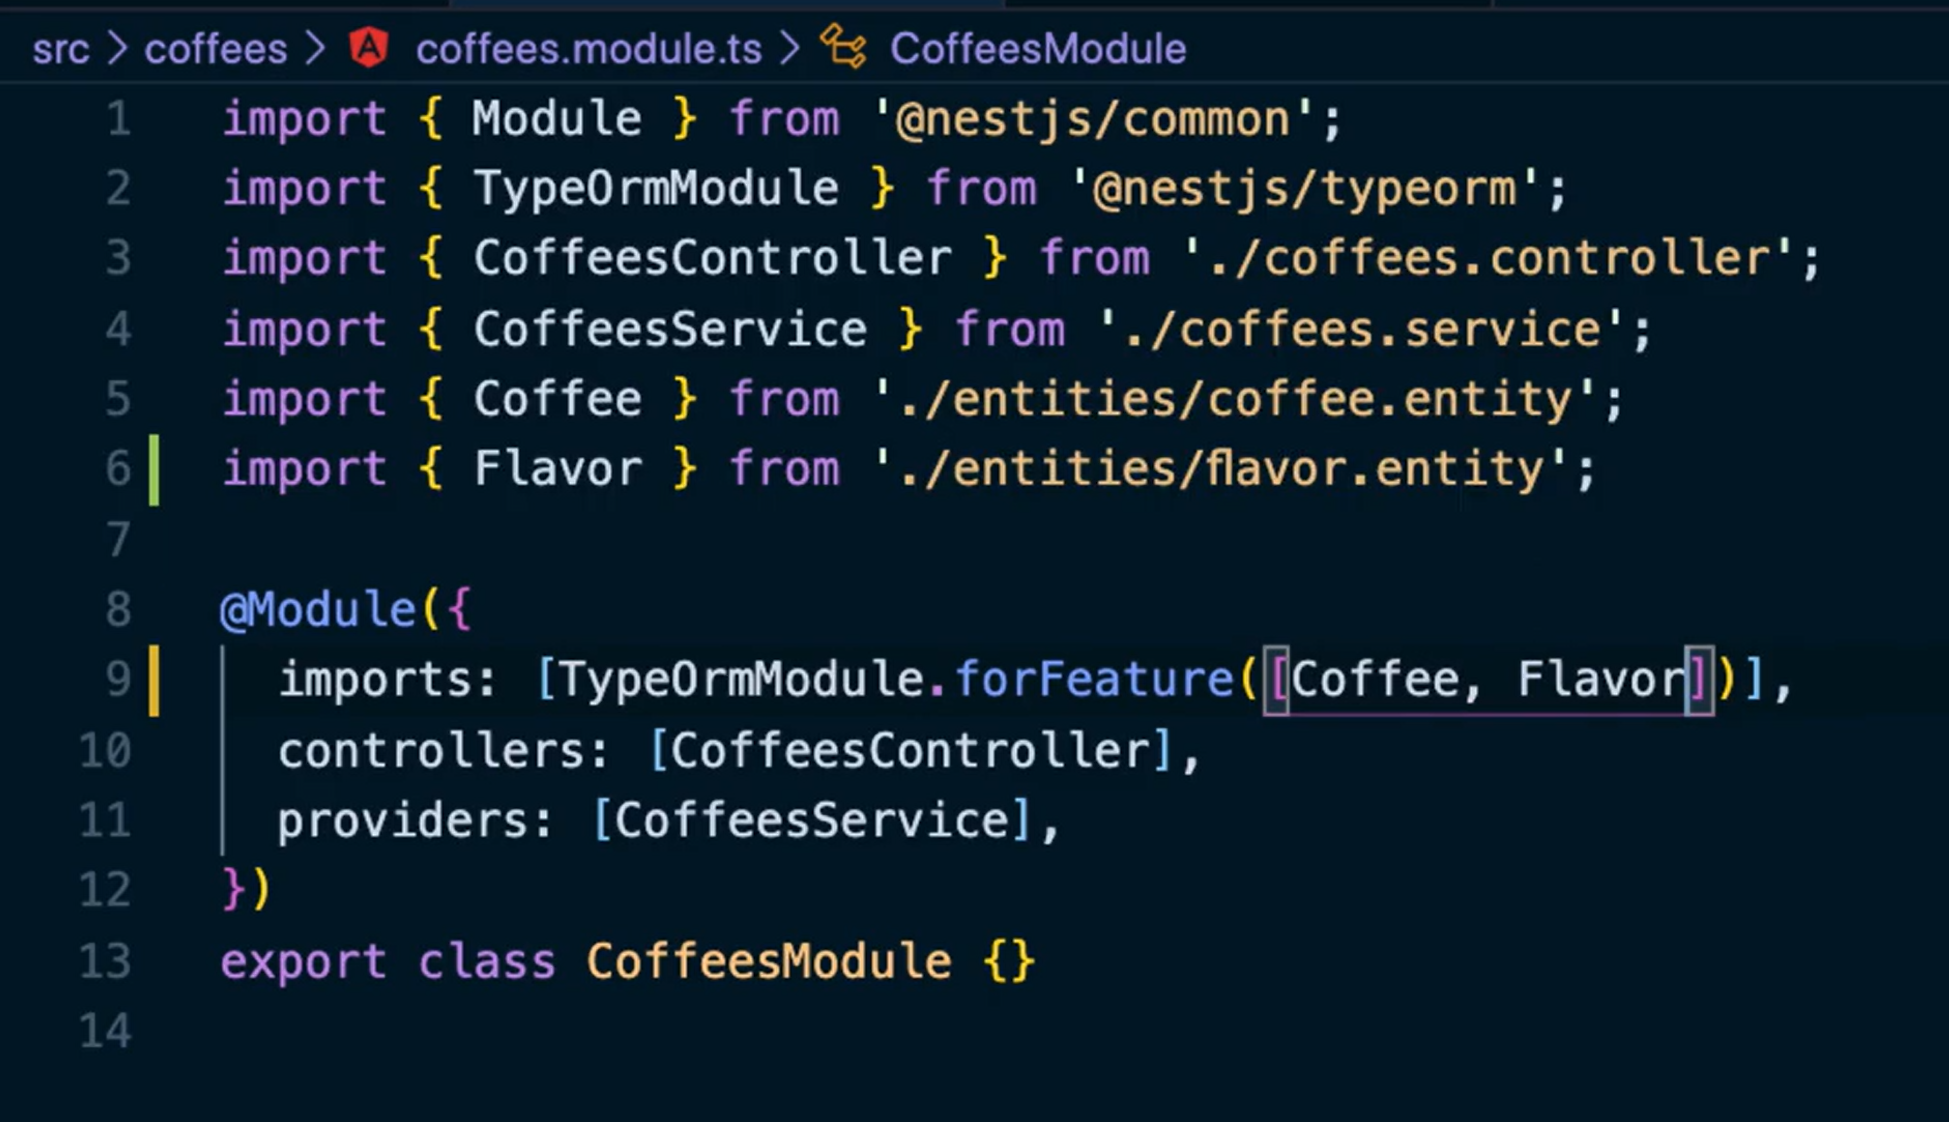 src > coffees > coffees.module.ts > CoffeesModule
1 import { Module } from '@nestjs/common';
2 import { TypeOrmModule } from '@nestjs/typeorm';
3 import { CoffeesController } from './coffees.controller';
4 import { CoffeesService } from './coffees.service';
5 import { Coffee } from './entities/coffee.entity';
6 import { Flavor } from './entities/flavor.entity';
7
8 @Module({
9   imports: [TypeOrmModule.forFeature([Coffee, Flavor])],
10   controllers: [CoffeesController],
11   providers: [CoffeesService],
12 })
13 export class CoffeesModule {}
14